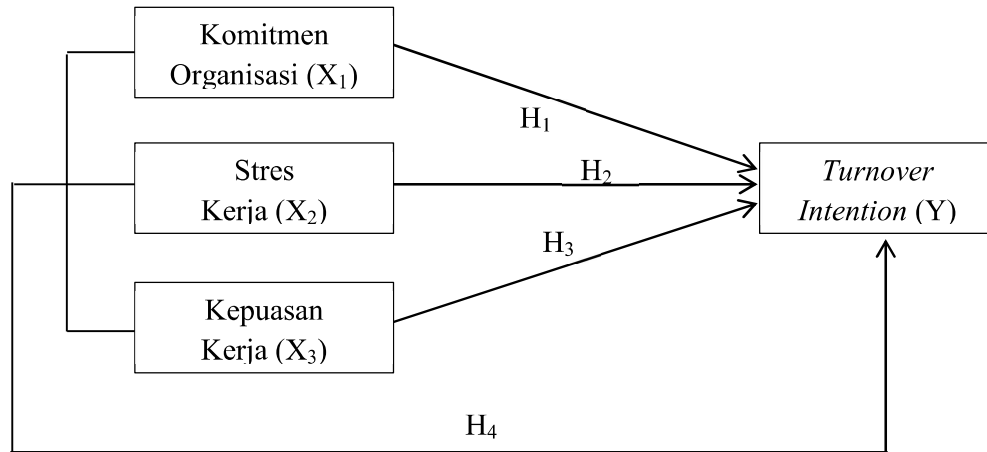 Komitmen
Organisasi (X₁)
H₁
Stres
Kerja (X₂)
H₂
Turnover
Intention (Y)
H₃
Kepuasan
Kerja (X₃)
H₄